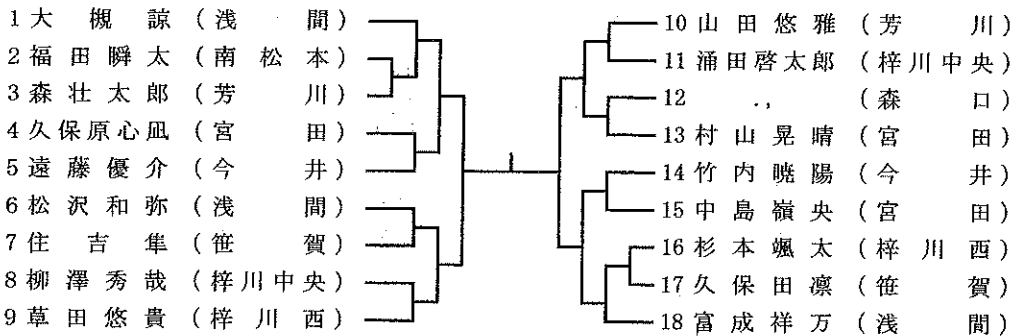 1 大槻諒 (浅間)
2 福田瞬太 (南松本)
3 森壮太郎 (芳川)
4 久保原心凪 (宮田)
5 遠藤優介 (今井)
6 松沢和弥 (浅間)
7 住吉隼 (笹賀)
8 柳澤秀哉 (梓川中央)
9 草田悠貴 (梓川西)
10 山田悠雅 (芳川)
11 涌田啓太郎 (梓川中央)
12 (森口)
13 村山晃晴 (宮田)
14 竹内暁陽 (今井)
15 中島嶺央 (宮田)
16 杉本颯太 (梓川西)
17 久保田凛 (笹賀)
18 富成祥万 (浅間)